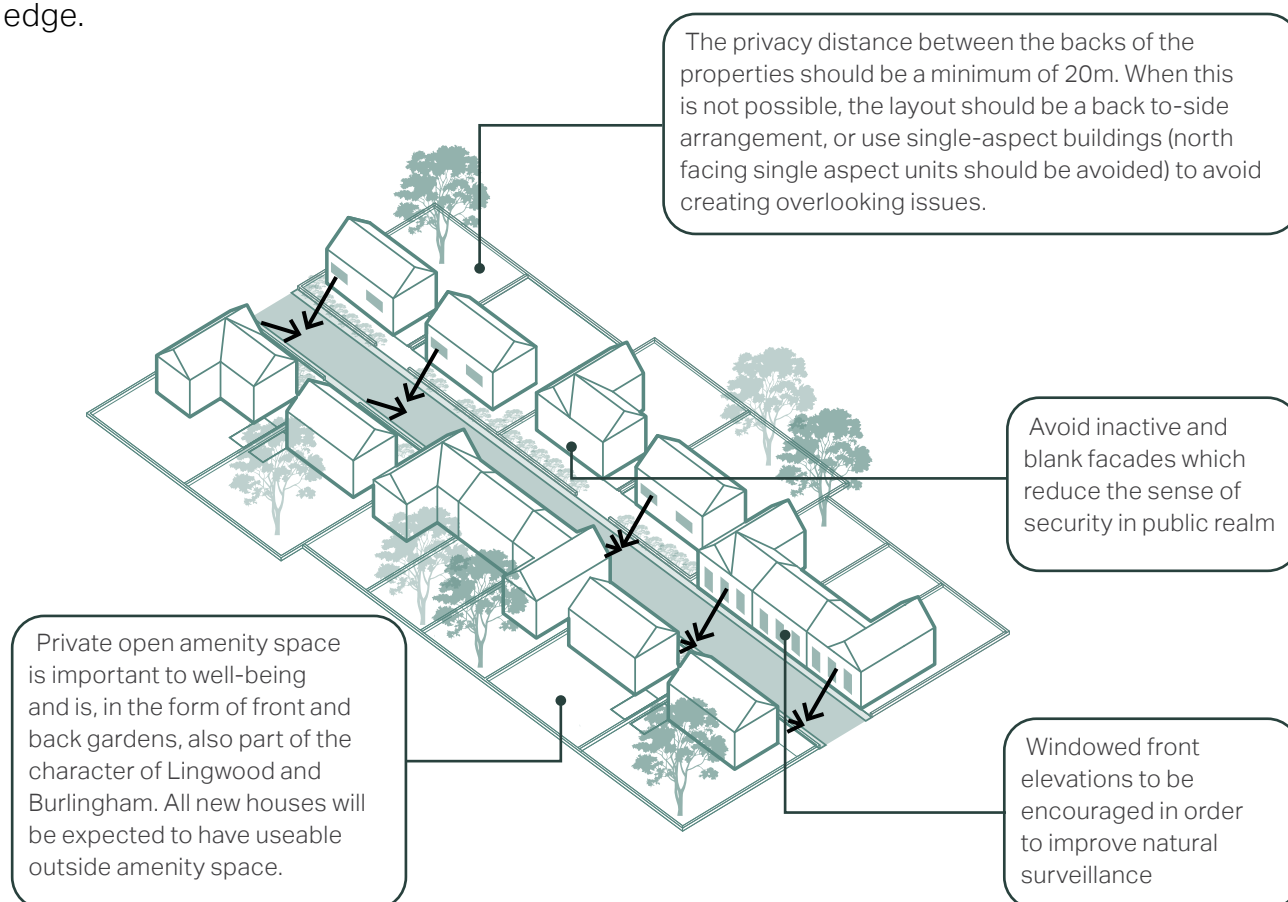 edge.
The privacy distance between the backs of the
properties should be a minimum of 20m. When this
is not possible, the layout should be a back to-side
arrangement, or use single-aspect buildings (north
facing single aspect units should be avoided) to avoid
creating overlooking issues.
Avoid inactive and
blank facades which
reduce the sense of
security in public realm
Private open amenity space
is important to well-being
and is, in the form of front and
back gardens, also part of the
character of Lingwood and
Burlingham. All new houses will
be expected to have useable
outside amenity space.
Windowed front
elevations to be
encouraged in order
to improve natural
surveillance